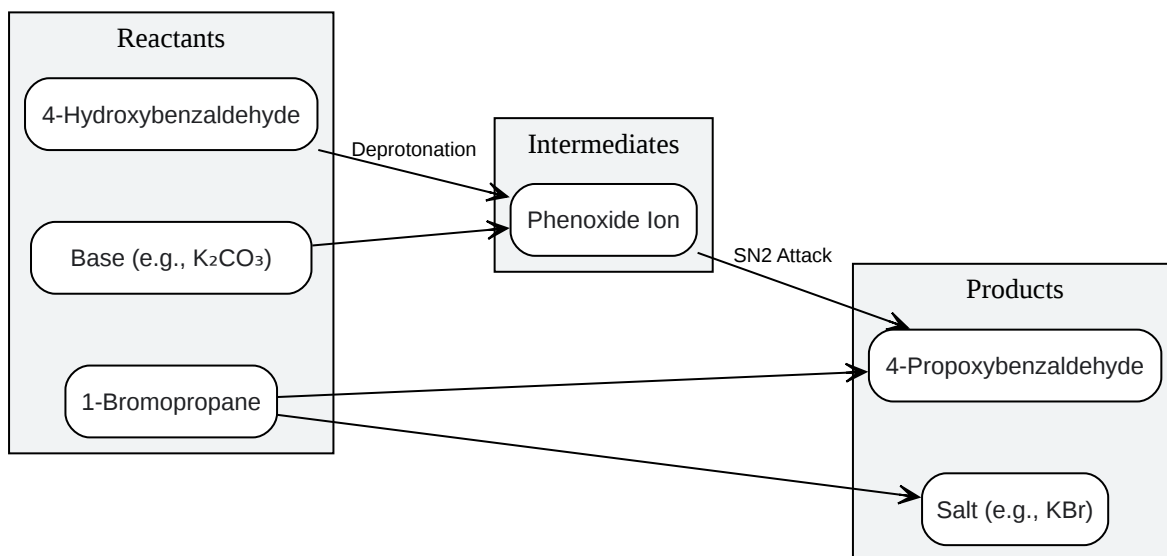 Reactants
4-Hydroxybenzaldehyde
Base (e.g., K₂CO₃)
1-Bromopropane
Deprotonation
Intermediates
Phenoxide Ion
SN2 Attack
Products
4-Propoxybenzaldehyde
Salt (e.g., KBr)